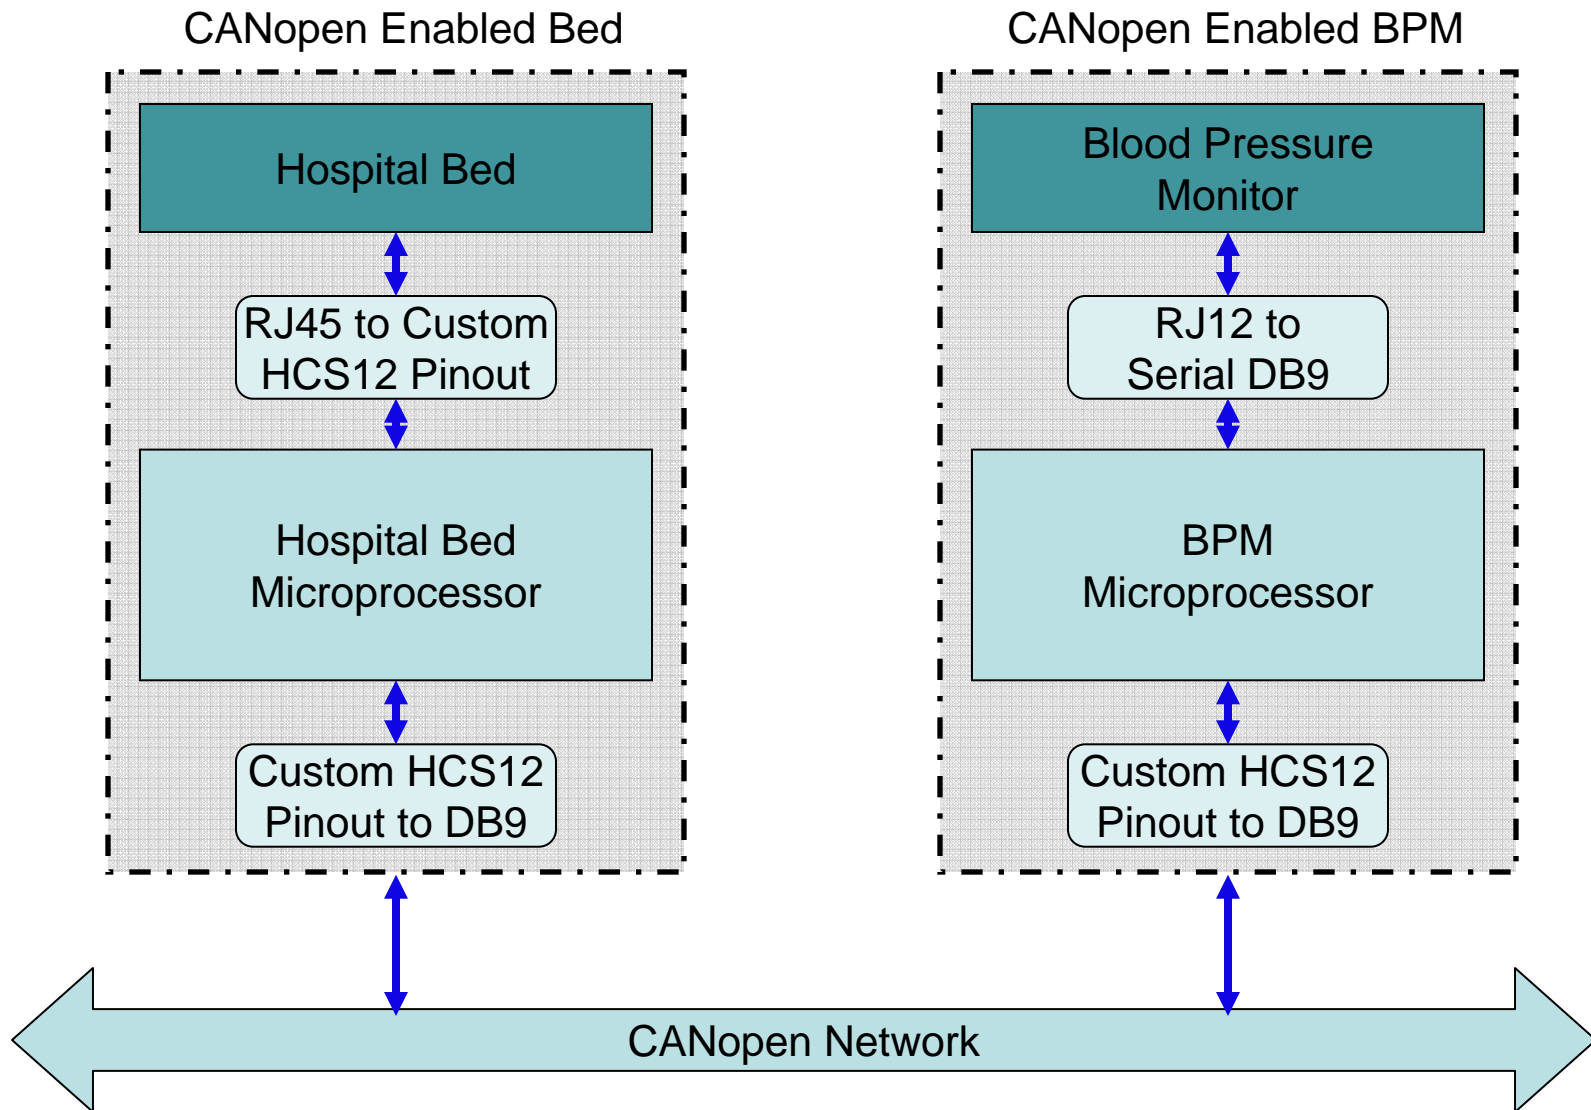 CANopen Enabled Bed
Hospital Bed
RJ45 to Custom
HCS12 Pinout
Hospital Bed
Microprocessor
Custom HCS12
Pinout to DB9
CANopen Enabled BPM
Blood Pressure
Monitor
RJ12 to
Serial DB9
BPM
Microprocessor
Custom HCS12
Pinout to DB9
CANopen Network